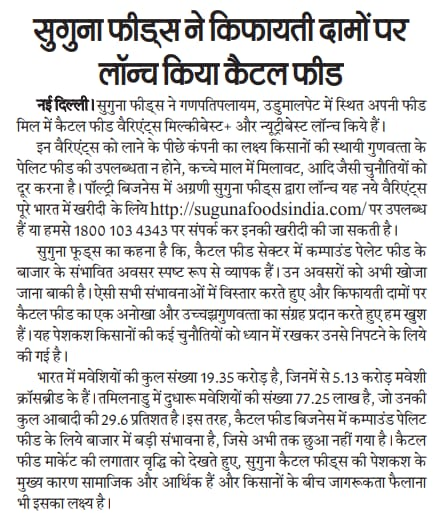 सुगुना फीड्स ने किफायती दामों पर
लॉन्च किया कैटल फीड
नई दिल्ली। सुगुना फीड्स ने गणपतिपलायम, उडुमालपेट में स्थित अपनी फीड
मिल में कैटल फीड वैरिएंट्स मिल्कीबेस्ट+ और न्यूट्रीबेस्ट लॉन्च किये हैं।
इन वैरिएंट्स को लाने के पीछे कंपनी का लक्ष्य किसानों की स्थायी गुणवत्ता के
पेलिट फीड की उपलब्धता न होने, कच्चे माल में मिलावट, आदि जैसी चुनौतियों को
दूर करना है। पॉल्ट्री बिजनेस में अग्रणी सुगुना फीड्स द्वारा लॉन्च यह नये वैरिएंट्स
पूरे भारत में खरीदी के लिये http://sugunafoodsindia.com/ पर उपलब्ध
हैं या हमसे 1800 103 4343 पर संपर्क कर इनकी खरीदी की जा सकती है।
सुगुना फूड्स का कहना है कि, कैटल फीड सेक्टर में कम्पाउंड पेलेट फीड के
बाजार के संभावित अवसर स्पष्ट रूप से व्यापक हैं। उन अवसरों को अभी खोजा
जाना बाकी है। ऐसी सभी संभावनाओं में विस्तार करते हुए और किफायती दामों पर
कैटल फीड का एक अनोखा और उच्चझगुणवत्ता का संग्रह प्रदान करते हुए हम खुश
हैं। यह पेशकश किसानों की कई चुनौतियों को ध्यान में रखकर उनसे निपटने के लिये
की गई है।
भारत में मवेशियों की कुल संख्या 19.35 करोड़ है, जिनमें से 5.13 करोड़ मवेशी
क्रॉसब्रीड के हैं। तमिलनाडु में दुधारू मवेशियों की संख्या 77.25 लाख है, जो उनकी
कुल आबादी की 29.6 प्रतिशत है। इस तरह, कैटल फीड बिजनेस में कम्पाउंड पेलिट
फीड के लिये बाजार में बड़ी संभावना है, जिसे अभी तक छुआ नहीं गया है। कैटल
फीड मार्केट की लगातार वृद्धि को देखते हुए, सुगुना कैटल फीड्स की पेशकश के
मुख्य कारण सामाजिक और आर्थिक हैं और किसानों के बीच जागरूकता फैलाना
भी इसका लक्ष्य है।